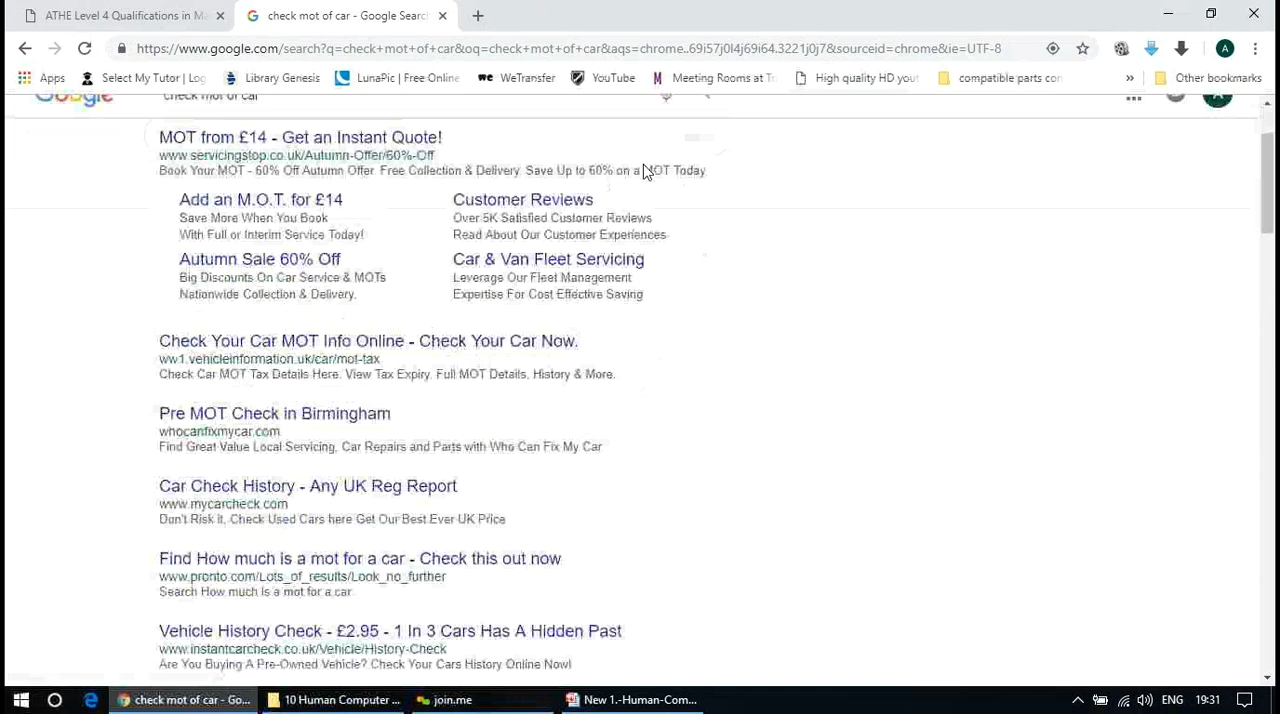 ATHE Level 4 Qualifications in Ma
check mot of car - Google Searc
https://www.google.com/search?q=check+mot+of+car&oq=check+mot+of+car&aqs=chrome..69i57j0l4j69i64.3221j0j7&sourceid=chrome&ie=UTF-8
A
Apps
Select My Tutor | Log
Library Genesis
LunaPic | Free Online
WeTransfer
YouTube
Meeting Rooms at Tr
High quality HD yout
compatible parts.con
»
Other bookmarks
Google
check mot of car
MOT from £14 - Get an Instant Quote!
www.servicingstop.co.uk/Autumn-Offer/60%-Off
Book Your MOT - 60% Off Autumn Offer. Free Collection & Delivery. Save Up to 60% on a MOT Today
Add an M.O.T. for £14
Save More When You Book
With Full or Interim Service Today!
Customer Reviews
Over 5K Satisfied Customer Reviews
Read About Our Customer Experiences
Autumn Sale 60% Off
Big Discounts On Car Service & MOTs
Nationwide Collection & Delivery.
Car & Van Fleet Servicing
Leverage Our Fleet Management
Expertise For Cost Effective Saving
Check Your Car MOT Info Online - Check Your Car Now.
ww1.vehicleinformation.uk/car/mot-tax
Check Car MOT Tax Details Here. View Tax Expiry. Full MOT Details, History & More.
Pre MOT Check in Birmingham
whocanfixmycar.com
Find Great Value Local Servicing, Car Repairs and Parts with Who Can Fix My Car
Car Check History - Any UK Reg Report
www.mycarcheck.com
Don't Risk it, Check Used Cars here Get Our Best Ever UK Price
Find How much is a mot for a car - Check this out now
www.pronto.com/Lots_of_results/Look_no_further
Search How much is a mot for a car
Vehicle History Check - £2.95 - 1 In 3 Cars Has A Hidden Past
www.instantcarcheck.co.uk/Vehicle/History-Check
Are You Buying A Pre-Owned Vehicle? Check Your Cars History Online Now!
check mot of car - Go...
10 Human Computer ...
join.me
New 1.-Human-Com...
ENG
19:31